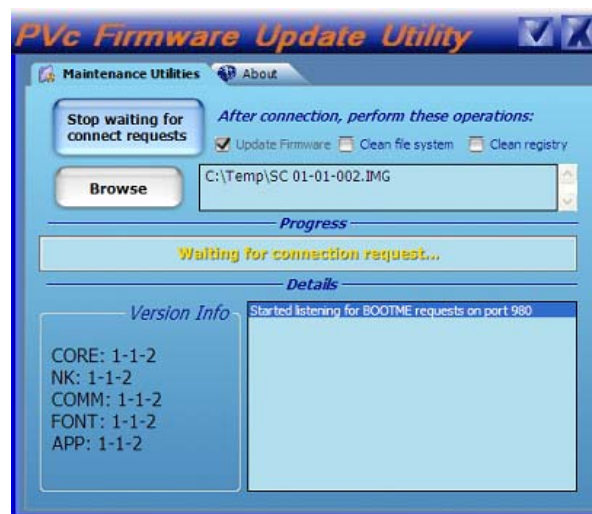 PVc Firmware Update Utility
Maintenance Utilities
About
Stop waiting for
connect requests
After connection, perform these operations:
Update Firmware
Clean file system
Clean registry
Browse
C:\Temp\SC 01-01-002.IMG
Progress
Waiting for connection request...
Details
Version Info
Started listening for BOOTME requests on port 980
CORE: 1-1-2
NK: 1-1-2
COMM: 1-1-2
FONT: 1-1-2
APP: 1-1-2